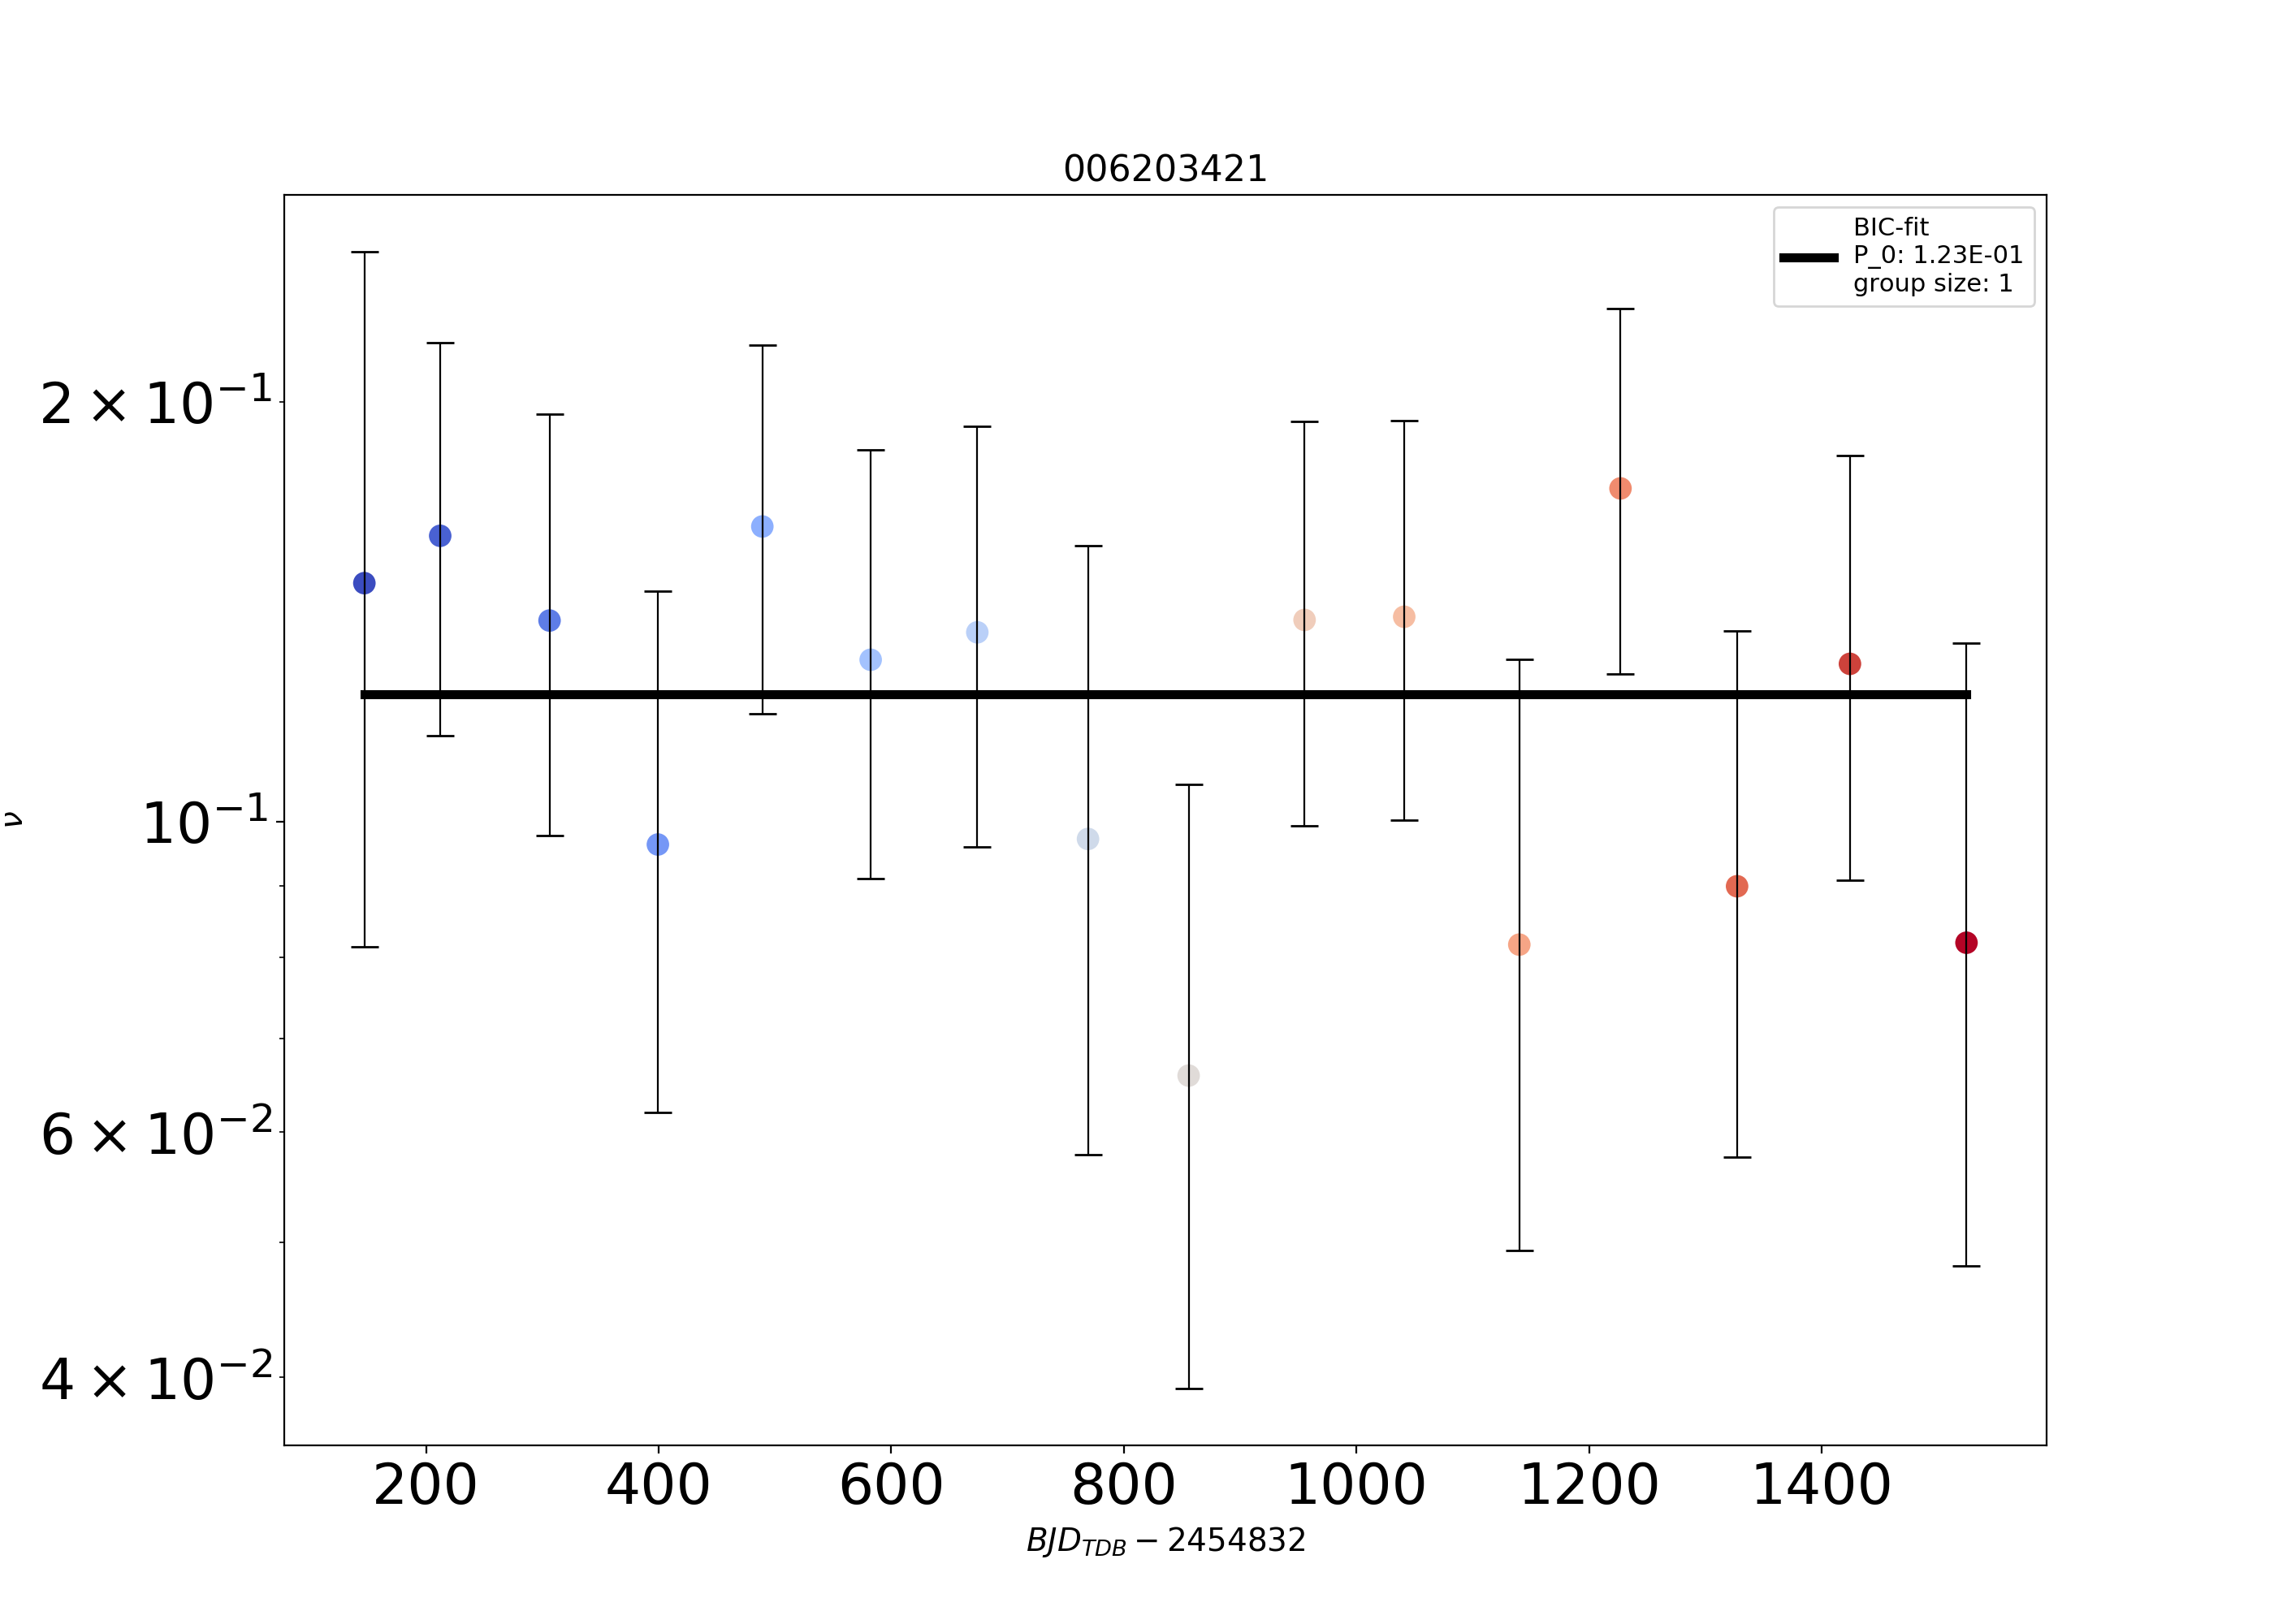 006203421
BIC-fit
P_0: 1.23E-01
group size: 1
2 × 10⁻¹
10⁻¹
6 × 10⁻²
4 × 10⁻²
ν
200 400 600 800 1000 1200 1400
BJD_TDB − 2454832